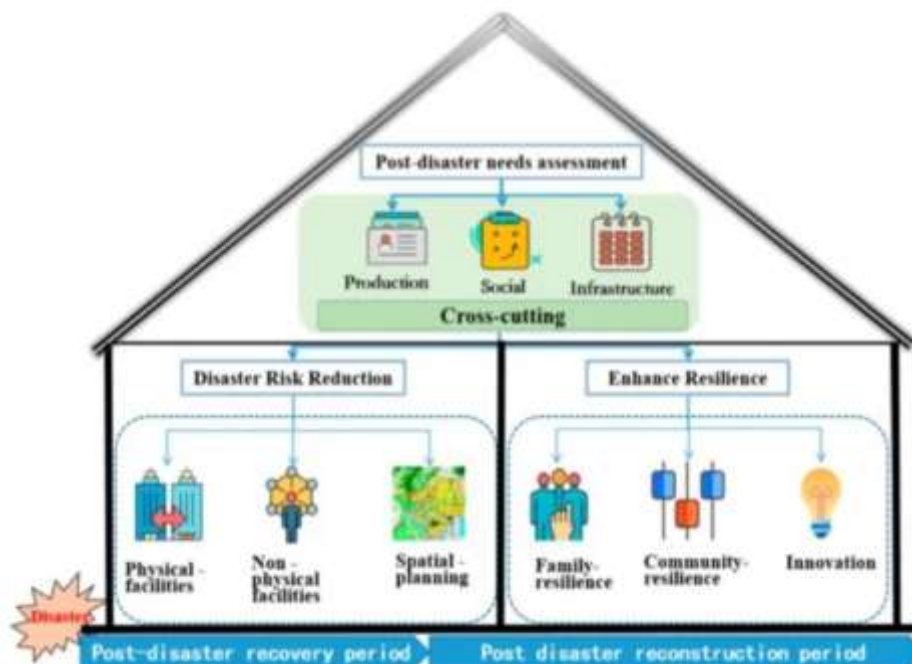 Post-disaster needs assessment
Production
Social
Infrastructure
Cross-cutting
Disaster Risk Reduction
Enhance Resilience
Physical -
facilities
Non -
physical
facilities
Spatial -
planning
Family-
resilience
Community-
resilience
Innovation
Disaster
Post-disaster recovery period
Post disaster reconstruction period